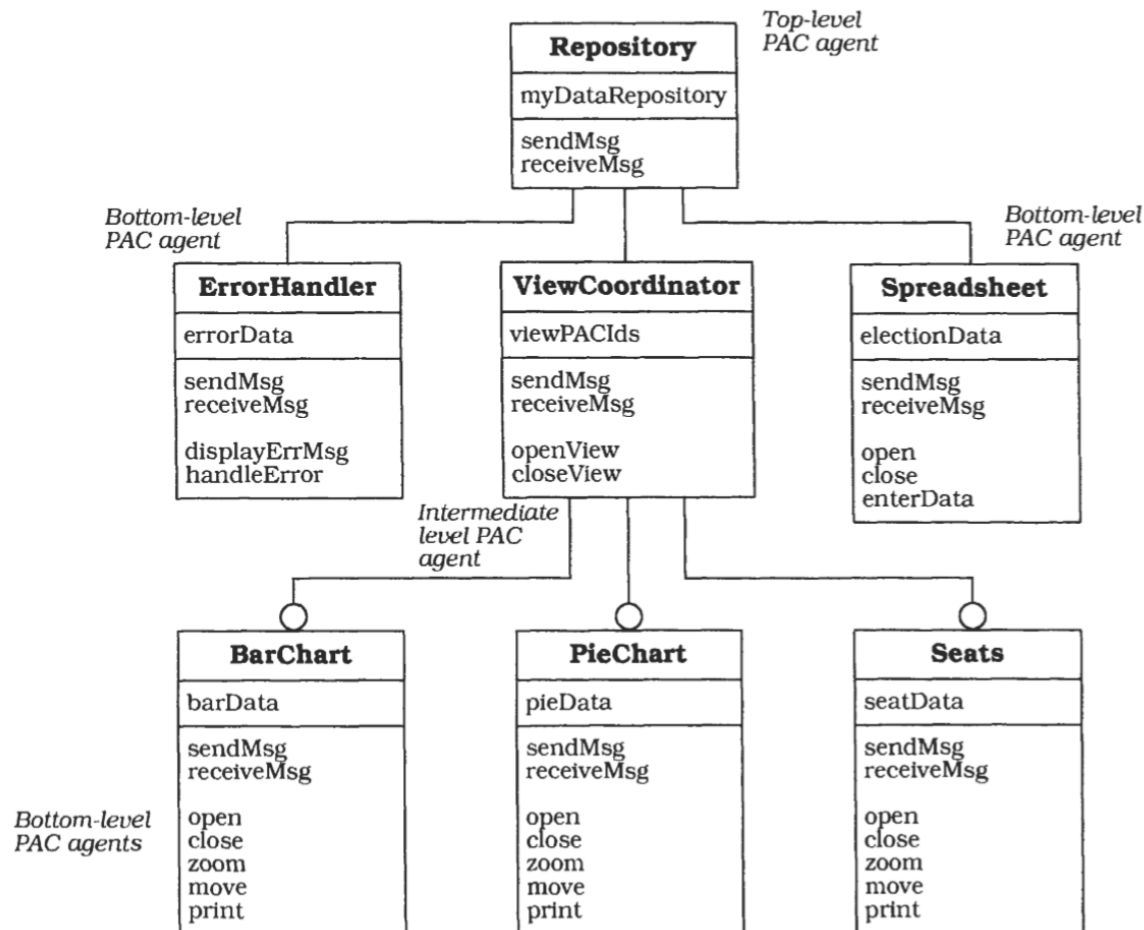 Top-level
PAC agent
Repository
myDataRepository
sendMsg
receiveMsg
Bottom-level
PAC agent
Bottom-level
PAC agent
ErrorHandler
errorData
sendMsg
receiveMsg
displayErrMsg
handleError
ViewCoordinator
viewPACIds
sendMsg
receiveMsg
openView
closeView
Spreadsheet
electionData
sendMsg
receiveMsg
open
close
enterData
Intermediate
level PAC
agent
BarChart
barData
sendMsg
receiveMsg
open
close
zoom
move
print
PieChart
pieData
sendMsg
receiveMsg
open
close
zoom
move
print
Seats
seatData
sendMsg
receiveMsg
open
close
zoom
move
print
Bottom-level
PAC agents